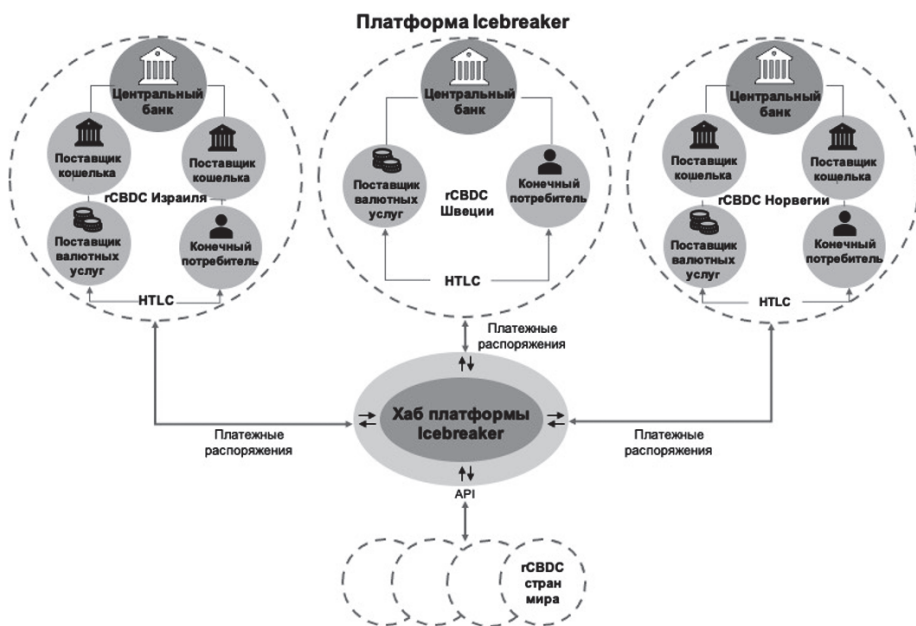 Платформа Icebreaker
Центральный
банк
Поставщик
кошелька
Поставщик
кошелька
rCBDC Израиля
Поставщик
валютных
услуг
Конечный
потребитель
HTLC
Центральный
банк
Поставщик
валютных
услуг
rCBDC
Швеции
Конечный
потребитель
HTLC
Центральный
банк
Поставщик
кошелька
Поставщик
кошелька
rCBDC Норвегии
Поставщик
валютных
услуг
Конечный
потребитель
HTLC
Платежные
распоряжения
Хаб платформы
Icebreaker
Платежные
распоряжения
Платежные
распоряжения
API
rCBDC
стран
мира